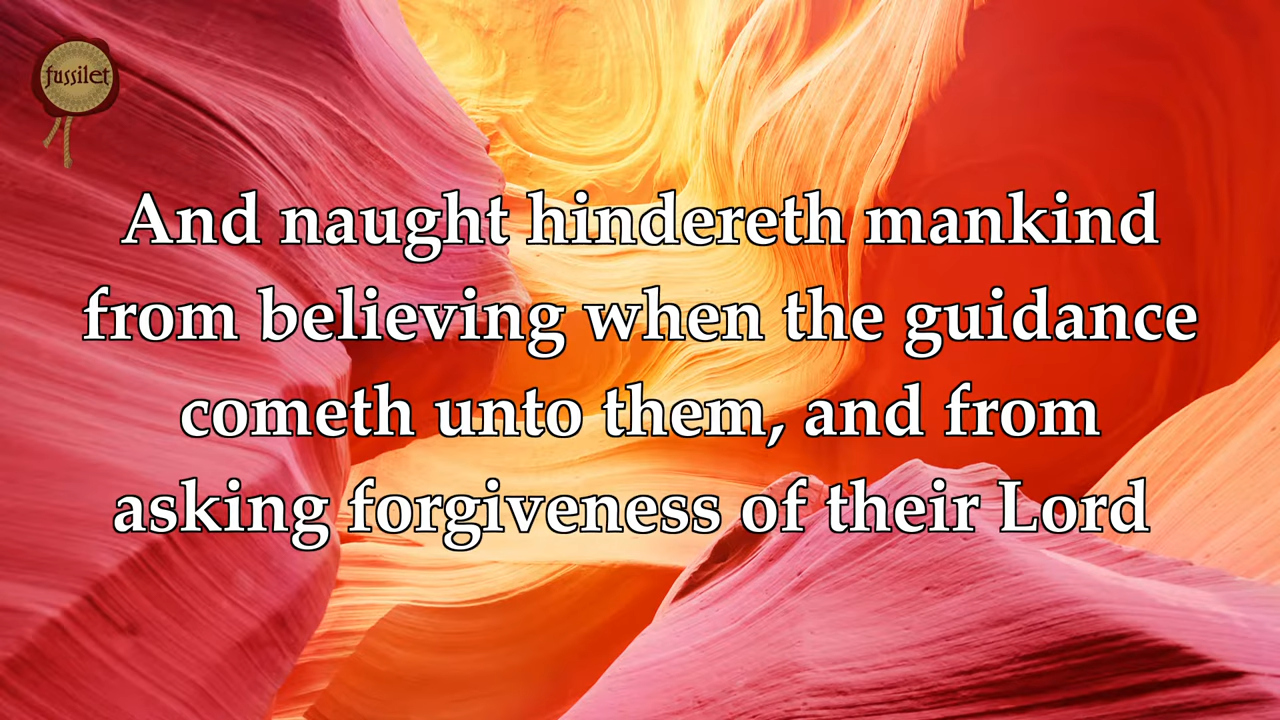 fussilet
And naught hindereth mankind
from believing when the guidance
cometh unto them, and from
asking forgiveness of their Lord